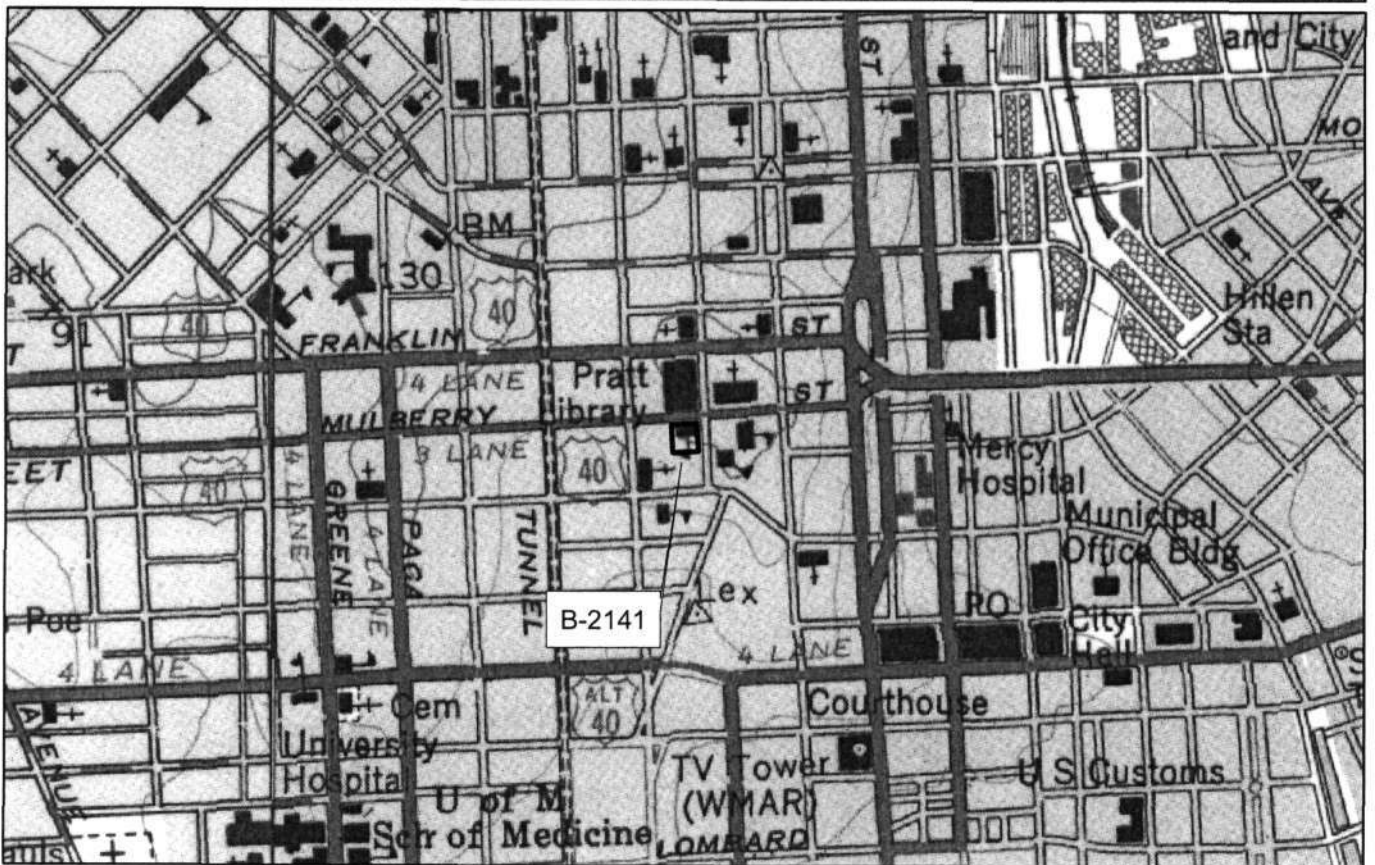 and City
ST
MO
AVE
BM
130
ark
40
40
91
Hillen
Sta
FRANKLIN
ST
4 LANE
Pratt
library
MULBERRY
ST
3 LANE
40
EET
40
4 LANE
GREENE
4 LANE
PACA
TUNNEL
Mercy
Hospital
Municipal
Office Bldg
B-2141
Lex
PO
City
Hall
Poe
4 LANE
4 LANE
ALT
40
Cem
Courthouse
AVENUE
University
Hospital
TV Tower
(WMAR)
U S Customs
U of M
Sch of Medicine
LOMBARD
auls